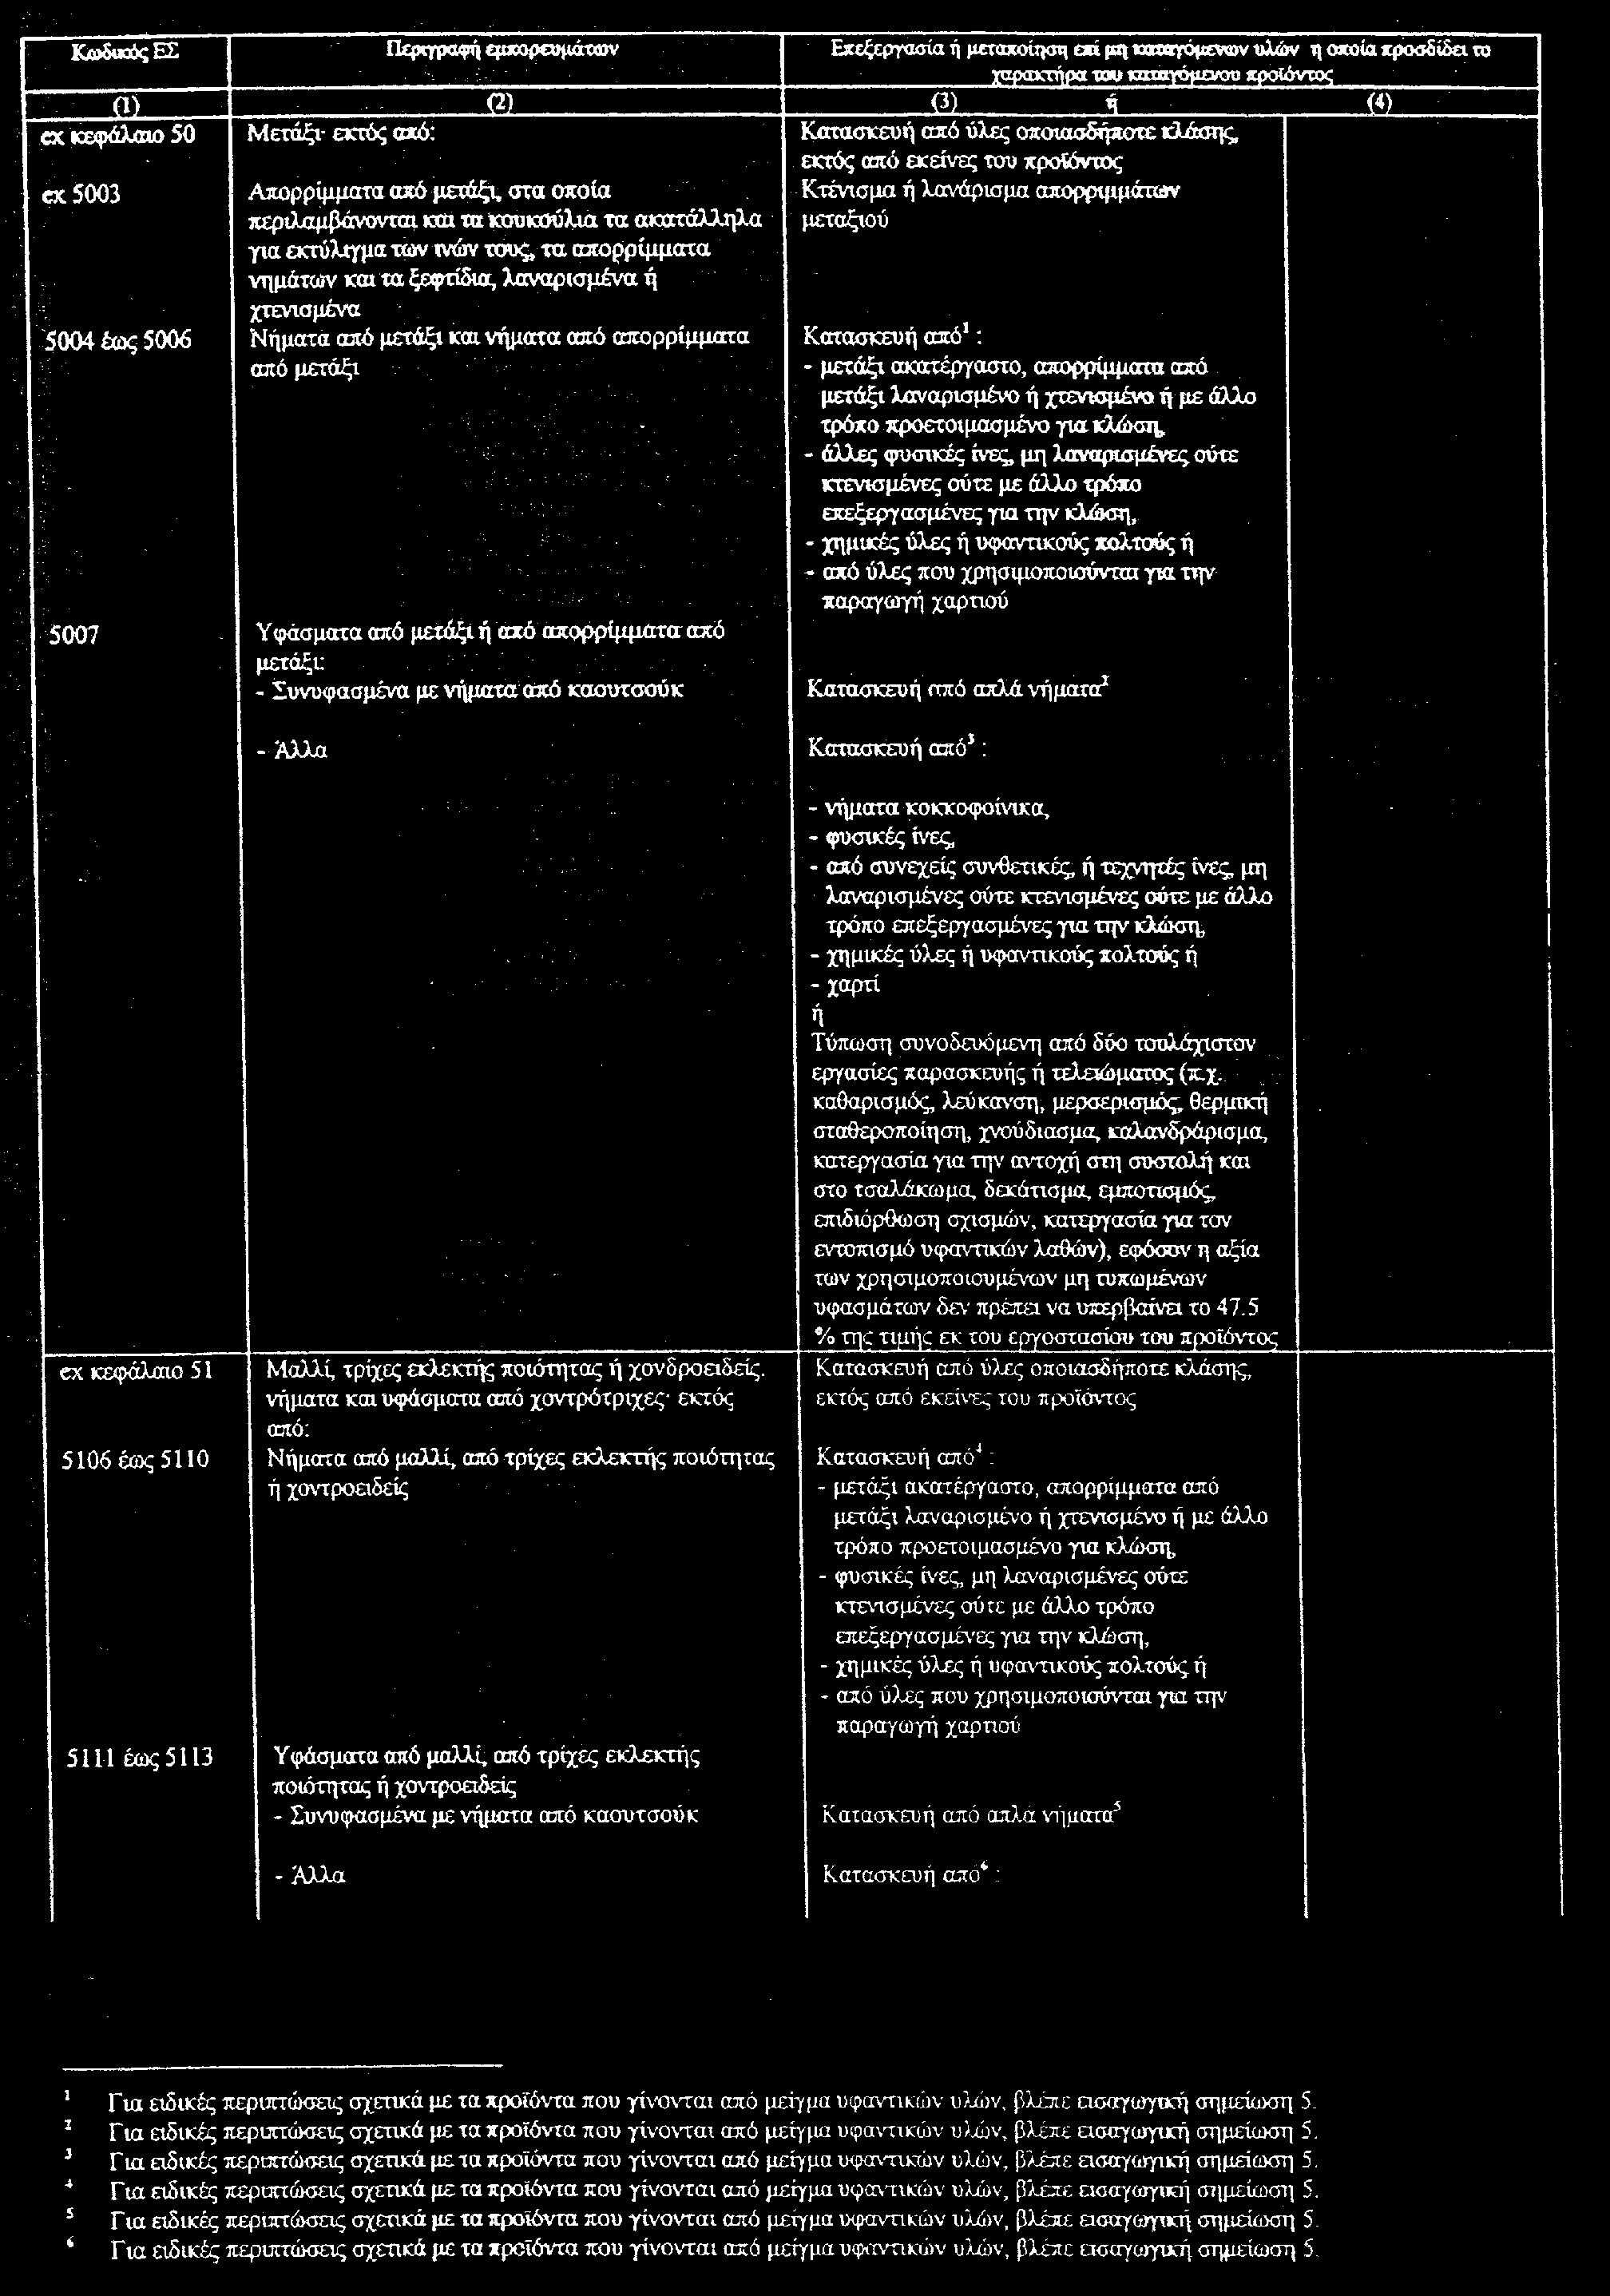 Κωδικός ΕΣ
Περιγραφή εμπορευμάτων
Επεξεργασία ή μεταποίηση επί μη καταγόμενων υλών η οποία προσδίδει το
χαρακτήρα του καταγόμενου προϊόντος
(1)
(2)
(3) ή (4)
ex κεφάλαιο 50
Μετάξι· εκτός από:
Κατασκευή από ύλες οποιασδήποτε κλάσης,
εκτός από εκείνες του προϊόντος
ex 5003
Απορρίμματα από μετάξι, στα οποία
περιλαμβάνονται και τα κουκούλια τα ακατάλληλα
για εκτύλιγμα των ινών τους, τα απορρίμματα
νημάτων και τα ξεφτίδια, λαναρισμένα ή
χτενισμένα
Κτένισμα ή λανάρισμα απορριμμάτων
μεταξιού
5004 έως 5006
Νήματα από μετάξι και νήματα από απορρίμματα
από μετάξι
Κατασκευή από¹ :
- μετάξι ακατέργαστο, απορρίμματα από
μετάξι λαναρισμένο ή χτενισμένο ή με άλλο
τρόπο προετοιμασμένο για κλώση,
- άλλες φυσικές ίνες, μη λαναρισμένες ούτε
κτενισμένες ούτε με άλλο τρόπο
επεξεργασμένες για την κλώση,
- χημικές ύλες ή υφαντικούς πολτούς ή
- από ύλες που χρησιμοποιούνται για την
παραγωγή χαρτιού
5007
Υφάσματα από μετάξι ή από απορρίμματα από
μετάξι:
- Συνυφασμένα με νήματα από καουτσούκ
Κατασκευή από απλά νήματα²
- Άλλα
Κατασκευή από³ :
- νήματα κοκκοφοίνικα,
- φυσικές ίνες,
- από συνεχείς συνθετικές, ή τεχνητές ίνες, μη
λαναρισμένες ούτε κτενισμένες ούτε με άλλο
τρόπο επεξεργασμένες για την κλώση,
- χημικές ύλες ή υφαντικούς πολτούς ή
- χαρτί
ή
Τύπωση συνοδευόμενη από δύο τουλάχιστον
εργασίες παρασκευής ή τελειώματος (π.χ.
καθαρισμός, λεύκανση, μερσερισμός, θερμική
σταθεροποίηση, χνούδιασμα, καλανδράρισμα,
κατεργασία για την αντοχή στη συστολή και
στο τσαλάκωμα, δεκάτισμα, εμποτισμός,
επιδιόρθωση σχισμών, κατεργασία για τον
εντοπισμό υφαντικών λαθών), εφόσον η αξία
των χρησιμοποιουμένων μη τυπωμένων
υφασμάτων δεν πρέπει να υπερβαίνει το 47.5
% της τιμής εκ του εργοστασίου του προϊόντος
ex κεφάλαιο 51
Μαλλί, τρίχες εκλεκτής ποιότητας ή χονδροειδείς.
νήματα και υφάσματα από χοντρότριχες· εκτός
από:
Κατασκευή από ύλες οποιασδήποτε κλάσης,
εκτός από εκείνες του προϊόντος
5106 έως 5110
Νήματα από μαλλί, από τρίχες εκλεκτής ποιότητας
ή χοντροειδείς
Κατασκευή από⁴ :
- μετάξι ακατέργαστο, απορρίμματα από
μετάξι λαναρισμένο ή χτενισμένο ή με άλλο
τρόπο προετοιμασμένο για κλώση,
- φυσικές ίνες, μη λαναρισμένες ούτε
κτενισμένες ούτε με άλλο τρόπο
επεξεργασμένες για την κλώση,
- χημικές ύλες ή υφαντικούς πολτούς ή
- από ύλες που χρησιμοποιούνται για την
παραγωγή χαρτιού
5111 έως 5113
Υφάσματα από μαλλί, από τρίχες εκλεκτής
ποιότητας ή χοντροειδείς
- Συνυφασμένα με νήματα από καουτσούκ
Κατασκευή από απλά νήματα⁵
- Άλλα
Κατασκευή από⁶ :
¹ Για ειδικές περιπτώσεις σχετικά με τα προϊόντα που γίνονται από μείγμα υφαντικών υλών, βλέπε εισαγωγική σημείωση 5.
² Για ειδικές περιπτώσεις σχετικά με τα προϊόντα που γίνονται από μείγμα υφαντικών υλών, βλέπε εισαγωγική σημείωση 5.
³ Για ειδικές περιπτώσεις σχετικά με τα προϊόντα που γίνονται από μείγμα υφαντικών υλών, βλέπε εισαγωγική σημείωση 5.
⁴ Για ειδικές περιπτώσεις σχετικά με τα προϊόντα που γίνονται από μείγμα υφαντικών υλών, βλέπε εισαγωγική σημείωση 5.
⁵ Για ειδικές περιπτώσεις σχετικά με τα προϊόντα που γίνονται από μείγμα υφαντικών υλών, βλέπε εισαγωγική σημείωση 5.
⁶ Για ειδικές περιπτώσεις σχετικά με τα προϊόντα που γίνονται από μείγμα υφαντικών υλών, βλέπε εισαγωγική σημείωση 5.